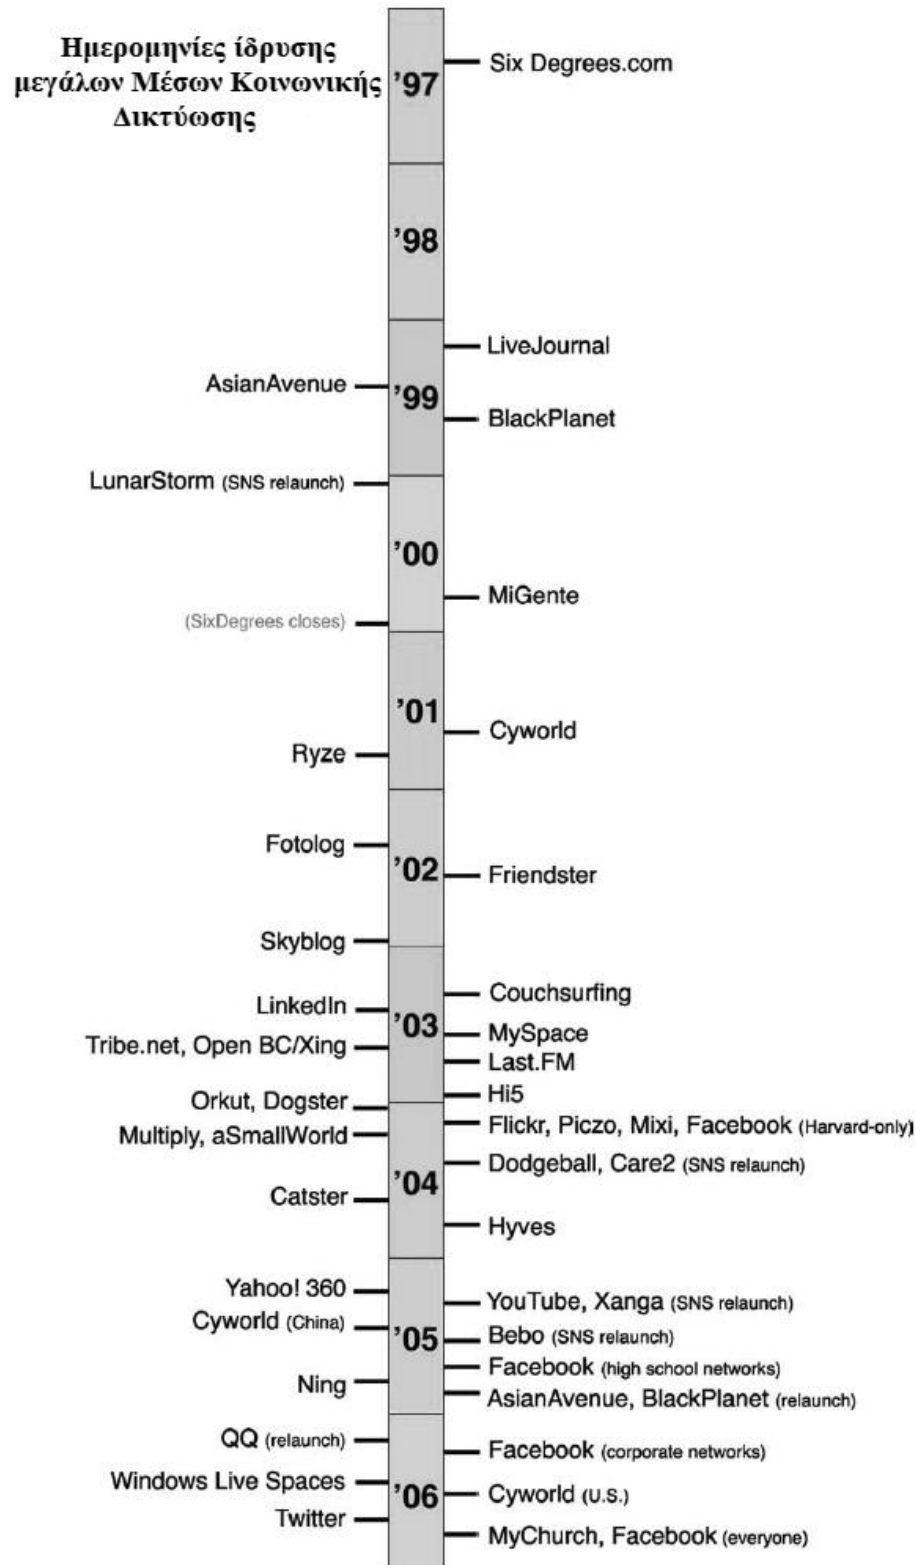 Ημερομηνίες ίδρυσης
μεγάλων Μέσων Κοινωνικής
Δικτύωσης
'97
Six Degrees.com
'98
LiveJournal
AsianAvenue
'99
BlackPlanet
LunarStorm (SNS relaunch)
'00
MiGente
(SixDegrees closes)
'01
Cyworld
Ryze
Fotolog
'02
Friendster
Skyblog
Couchsurfing
LinkedIn
'03
MySpace
Tribe.net, Open BC/Xing
Last.FM
Hi5
Orkut, Dogster
Flickr, Piczo, Mixi, Facebook (Harvard-only)
Multiply, aSmallWorld
Dodgeball, Care2 (SNS relaunch)
'04
Catster
Hyves
Yahoo! 360
YouTube, Xanga (SNS relaunch)
Cyworld (China)
'05
Bebo (SNS relaunch)
Facebook (high school networks)
Ning
AsianAvenue, BlackPlanet (relaunch)
QQ (relaunch)
Facebook (corporate networks)
Windows Live Spaces
'06
Cyworld (U.S.)
Twitter
MyChurch, Facebook (everyone)